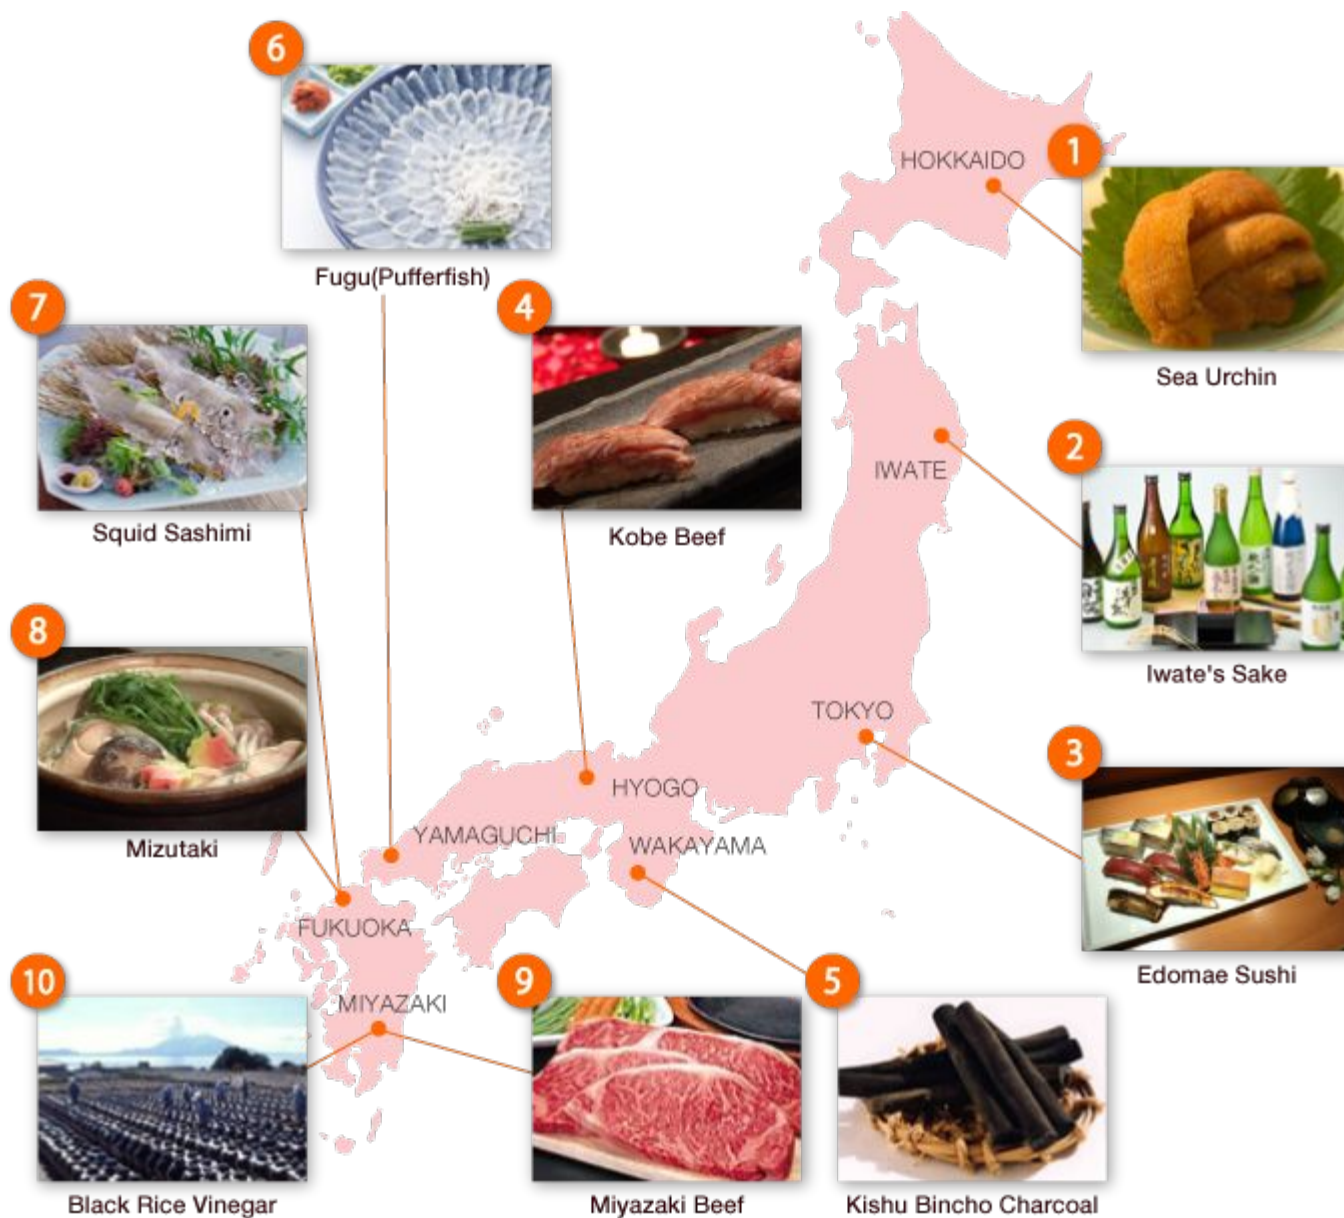 6
HOKKAIDO
1
Fugu(Pufferfish)
7
4
Sea Urchin
2
IWATE
Squid Sashimi
Kobe Beef
8
Iwate's Sake
TOKYO
3
HYOGO
YAMAGUCHI
WAKAYAMA
Mizutaki
FUKUOKA
Edomae Sushi
10
9
5
MIYAZAKI
Black Rice Vinegar
Miyazaki Beef
Kishu Bincho Charcoal